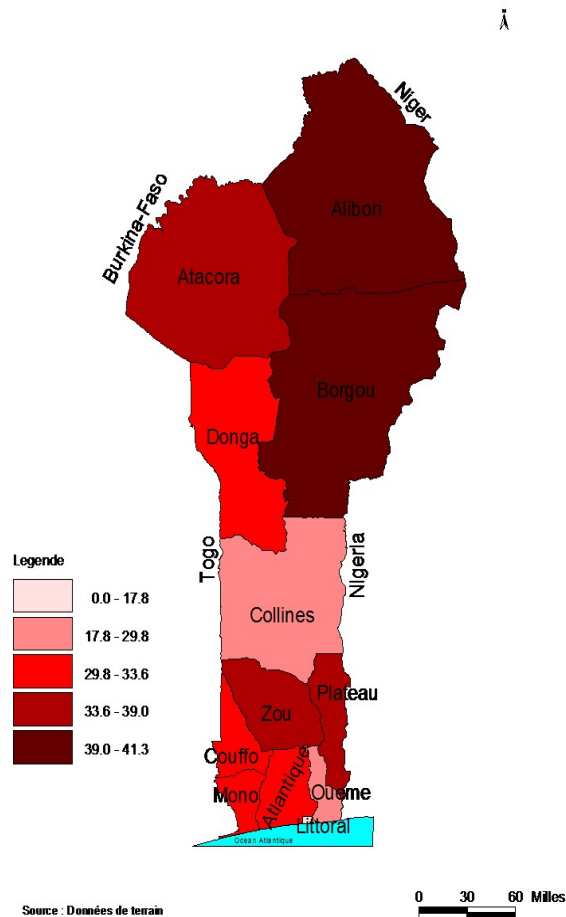 Niger
Burkina-Faso
Alibori
Atacora
Borgou
Donga
Togo
Nigeria
Legende
0.0 - 17.8
17.8 - 29.8
29.8 - 33.6
33.6 - 39.0
39.0 - 41.3
Collines
Plateau
Zou
Couffo
Atlantique
Mono
Oueme
Littoral
Ocean Atlantique
Source : Données de terrain
0 30 60 Milles